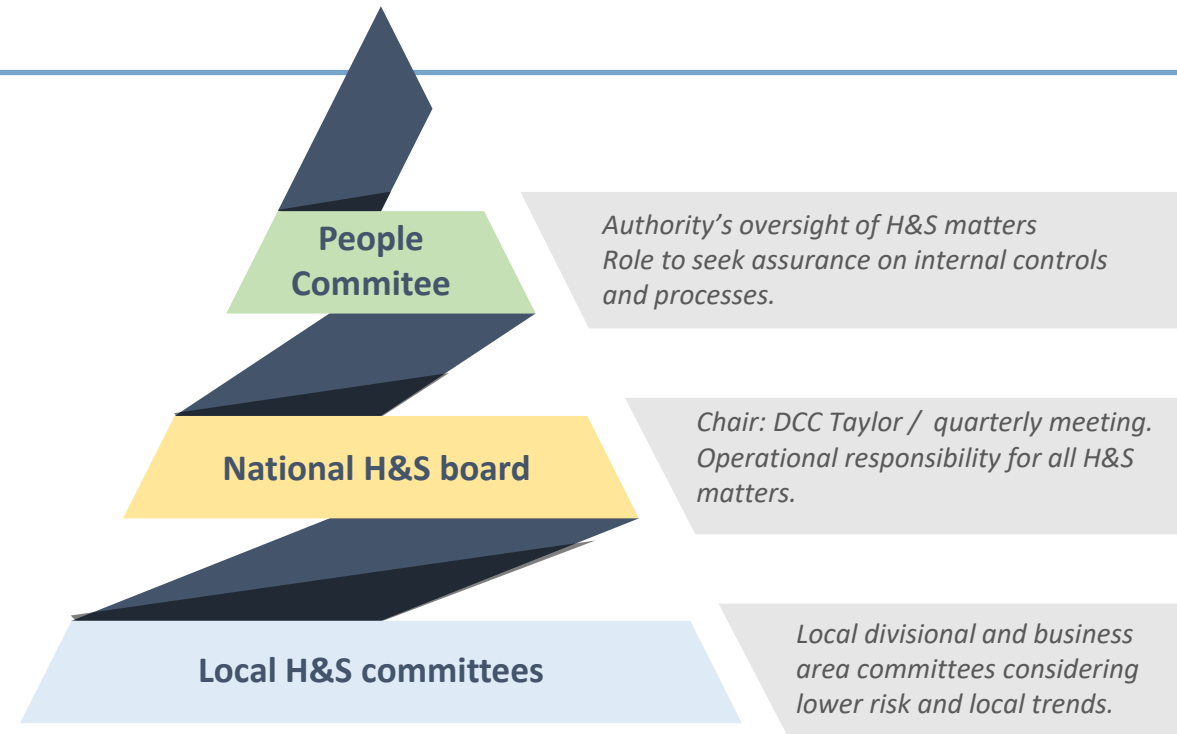 People
Commitee
Authority's oversight of H&S matters
Role to seek assurance on internal controls
and processes.
National H&S board
Chair: DCC Taylor /  quarterly meeting.
Operational responsibility for all H&S
matters.
Local H&S committees
Local divisional and business
area committees considering
lower risk and local trends.